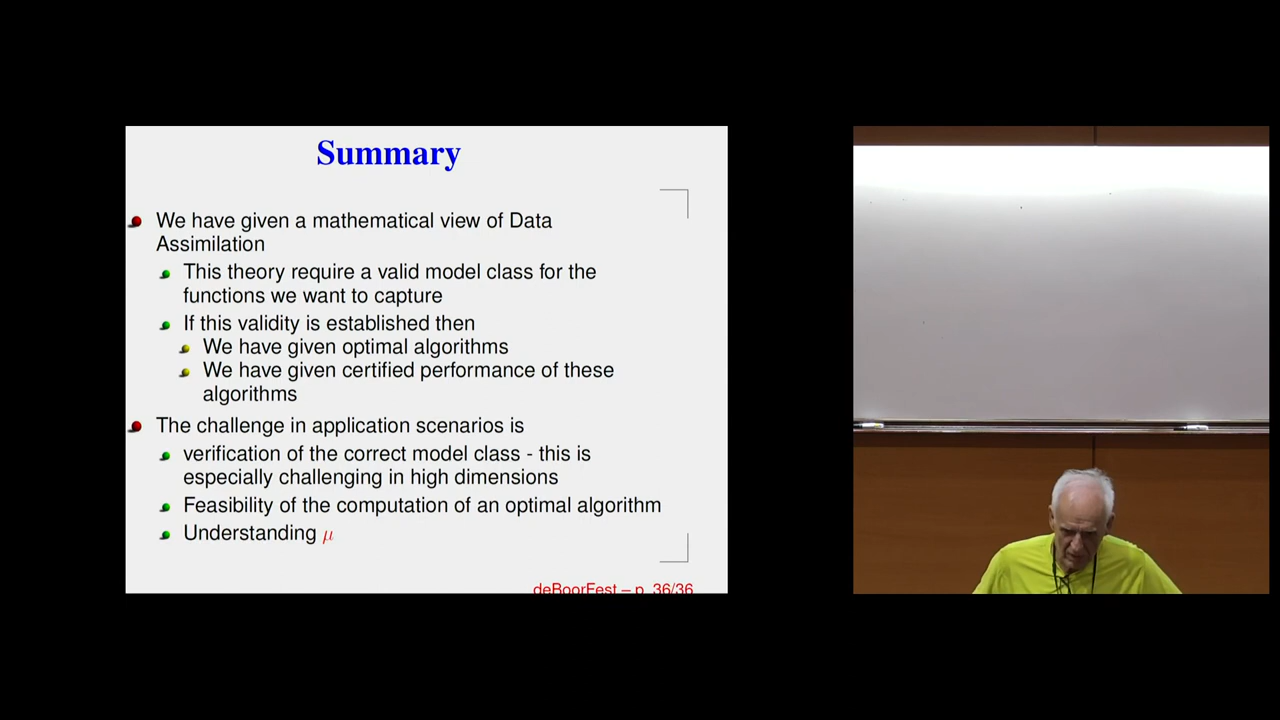 Summary
We have given a mathematical view of Data
Assimilation
This theory require a valid model class for the
functions we want to capture
If this validity is established then
We have given optimal algorithms
We have given certified performance of these
algorithms
The challenge in application scenarios is
verification of the correct model class - this is
especially challenging in high dimensions
Feasibility of the computation of an optimal algorithm
Understanding μ
deBoorFest – p. 36/36